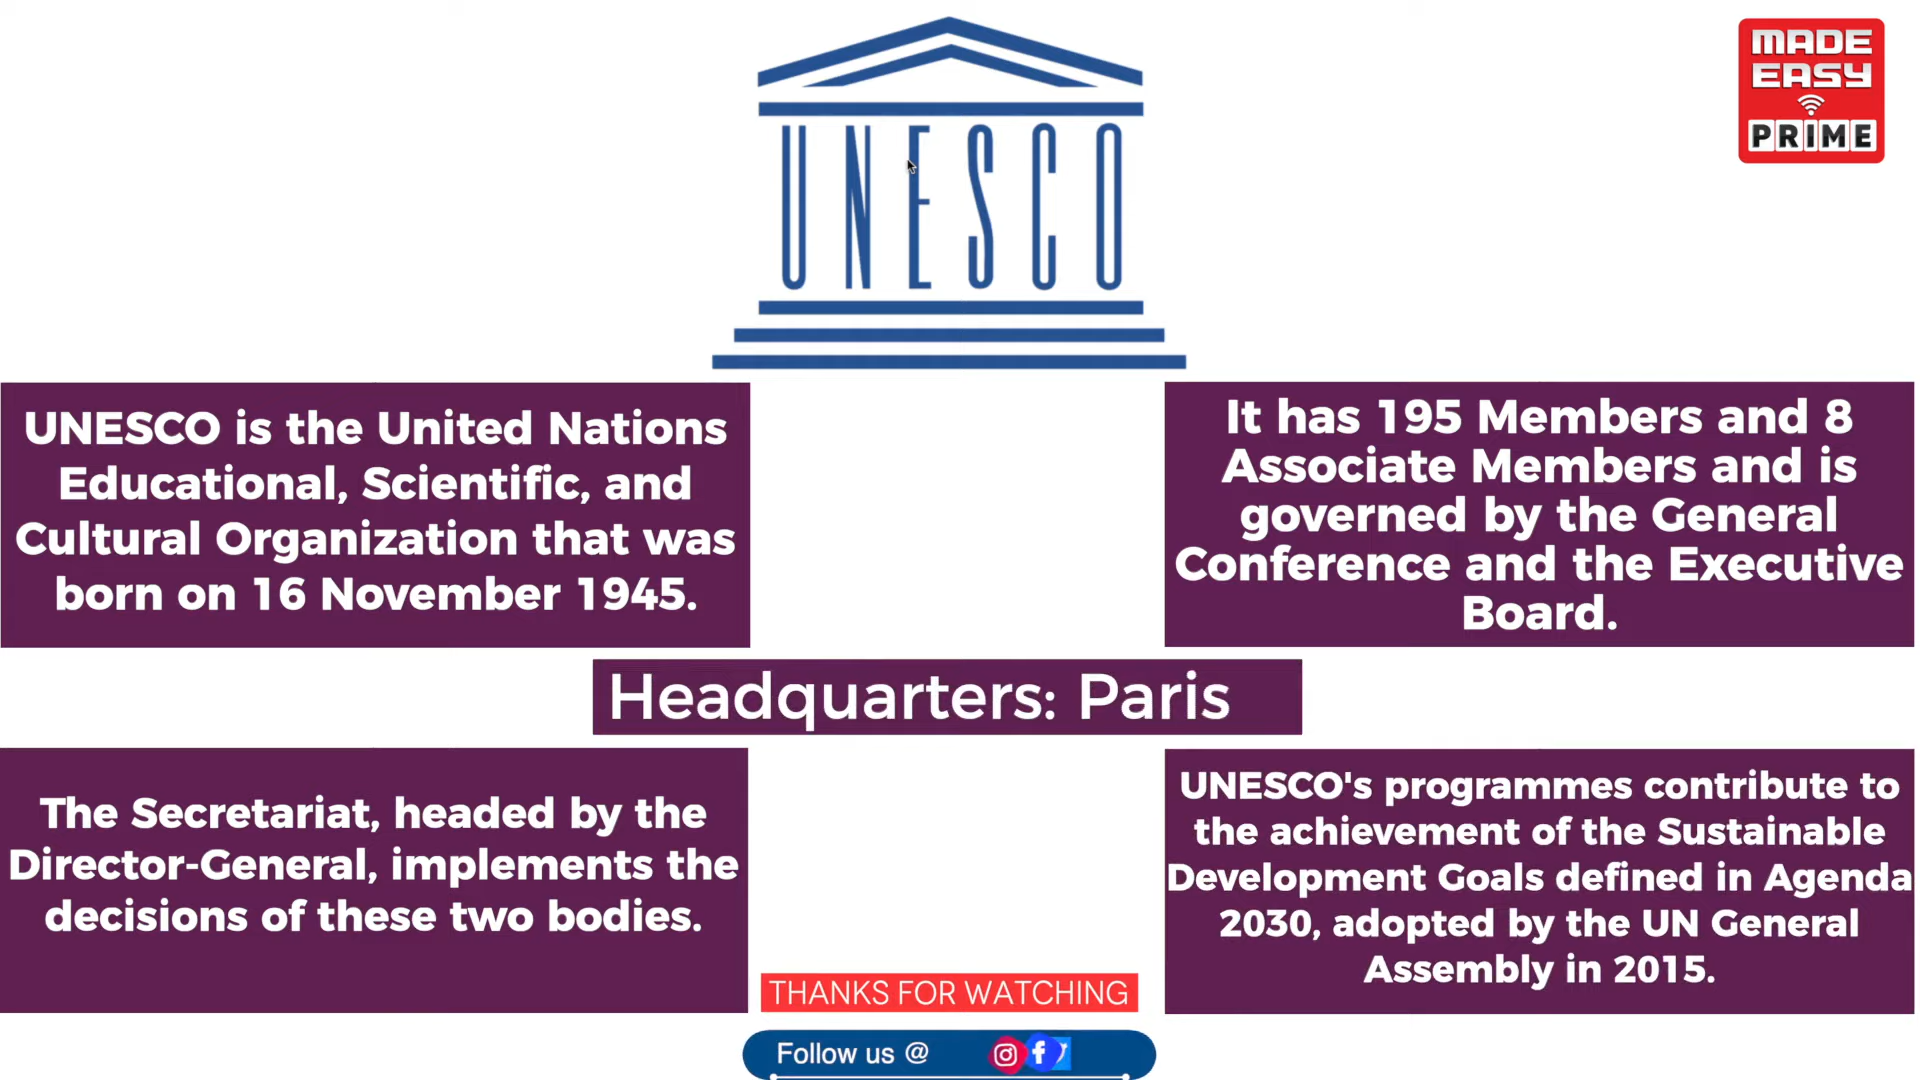 UNESCO
MADE
EASY
PRIME
UNESCO is the United Nations
Educational, Scientific, and
Cultural Organization that was
born on 16 November 1945.
It has 195 Members and 8
Associate Members and is
governed by the General
Conference and the Executive
Board.
Headquarters: Paris
The Secretariat, headed by the
Director-General, implements the
decisions of these two bodies.
UNESCO's programmes contribute to
the achievement of the Sustainable
Development Goals defined in Agenda
2030, adopted by the UN General
Assembly in 2015.
THANKS FOR WATCHING
Follow us @